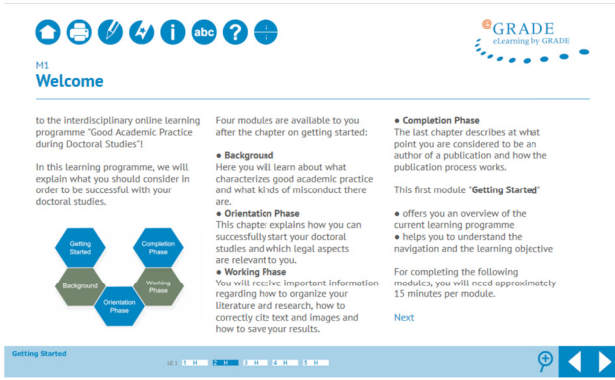 abc
?
@GRADE
eLearning by GRADE
M1
Welcome
to the interdisciplinary online learning
programme "Good Academic Practice
during Doctoral Studies"!
In this learning programme, we will
explain what you should consider in
order to be successful with your
doctoral studies.
Getting
Started
Completion
Phase
Background
Working
Phase
Orientation
Phase
Four modules are available to you
after the chapter on getting started:
● Background
Here you will learn about what
characterizes good academic practice
and what kinds of misconduct there
are.
● Orientation Phase
This chapter explains how you can
successfully start your doctoral
studies and which legal aspects
are relevant to you.
● Working Phase
You will receive important information
regarding how to organize your
literature and research, how to
correctly cite text and images and
how to save your results.
● Completion Phase
The last chapter describes at what
point you are considered to be an
author of a publication and how the
publication process works.
This first module "Getting Started"
● offers you an overview of the
current learning programme
● helps you to understand the
navigation and the learning objective
For completing the following
modules, you will need approximately
15 minutes per module.
Next
Getting Started
1 H 2 H 3 H 4 H 5 H